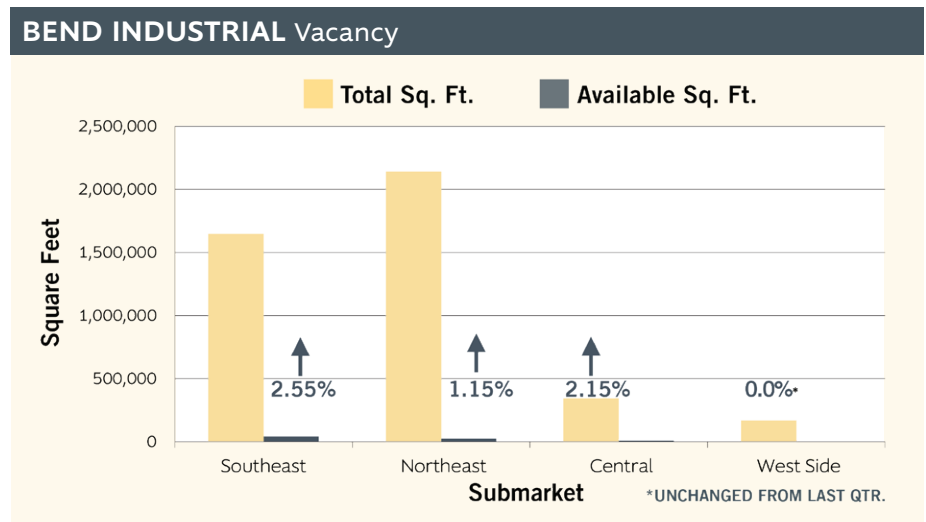 BEND INDUSTRIAL Vacancy
Total Sq. Ft. Available Sq. Ft.
2,500,000
2,000,000
1,500,000
1,000,000
500,000
0
Square Feet
2.55% 1.15% 2.15% 0.0%*
Southeast Northeast Central West Side
Submarket
*UNCHANGED FROM LAST QTR.